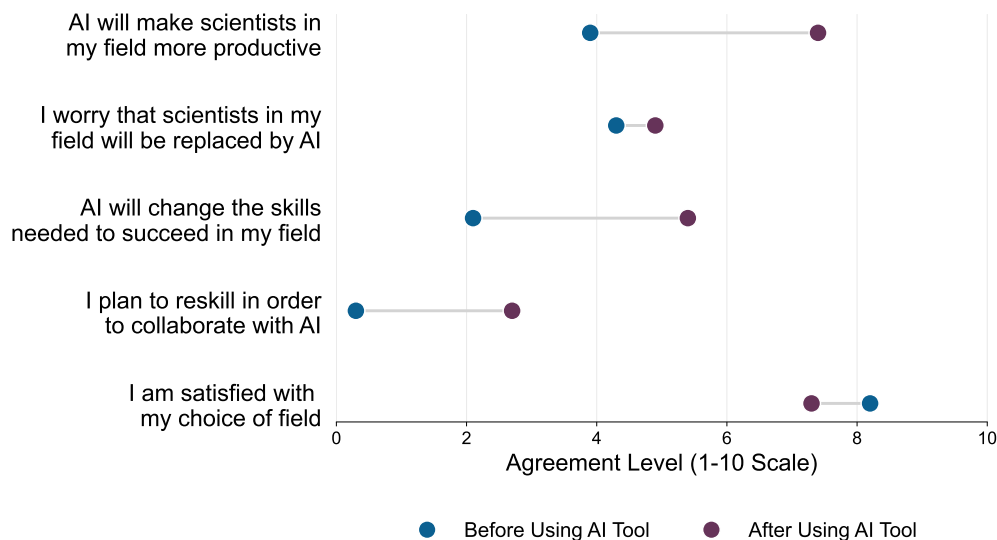 AI will make scientists in
my field more productive
I worry that scientists in my
field will be replaced by AI
AI will change the skills
needed to succeed in my field
I plan to reskill in order
to collaborate with AI
I am satisfied with
my choice of field
0 2 4 6 8 10
Agreement Level (1-10 Scale)
Before Using AI Tool After Using AI Tool